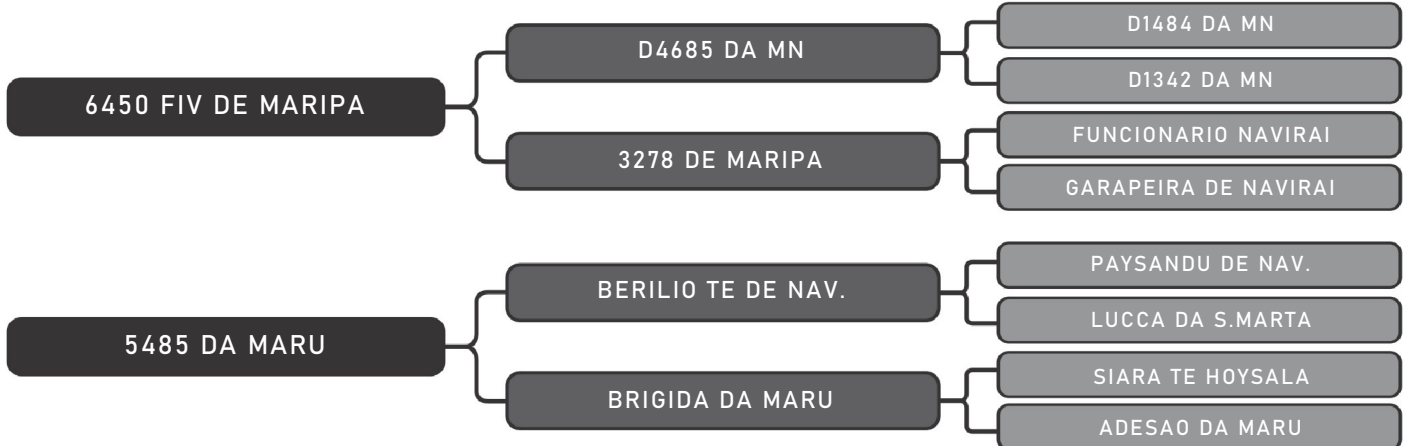 6450 FIV DE MARIPA
D4685 DA MN
D1484 DA MN
D1342 DA MN
3278 DE MARIPA
FUNCIONARIO NAVIRAI
GARAPEIRA DE NAVIRAI
5485 DA MARU
BERILIO TE DE NAV.
PAYSANDU DE NAV.
LUCCA DA S.MARTA
BRIGIDA DA MARU
SIARA TE HOYSALA
ADESAO DA MARU